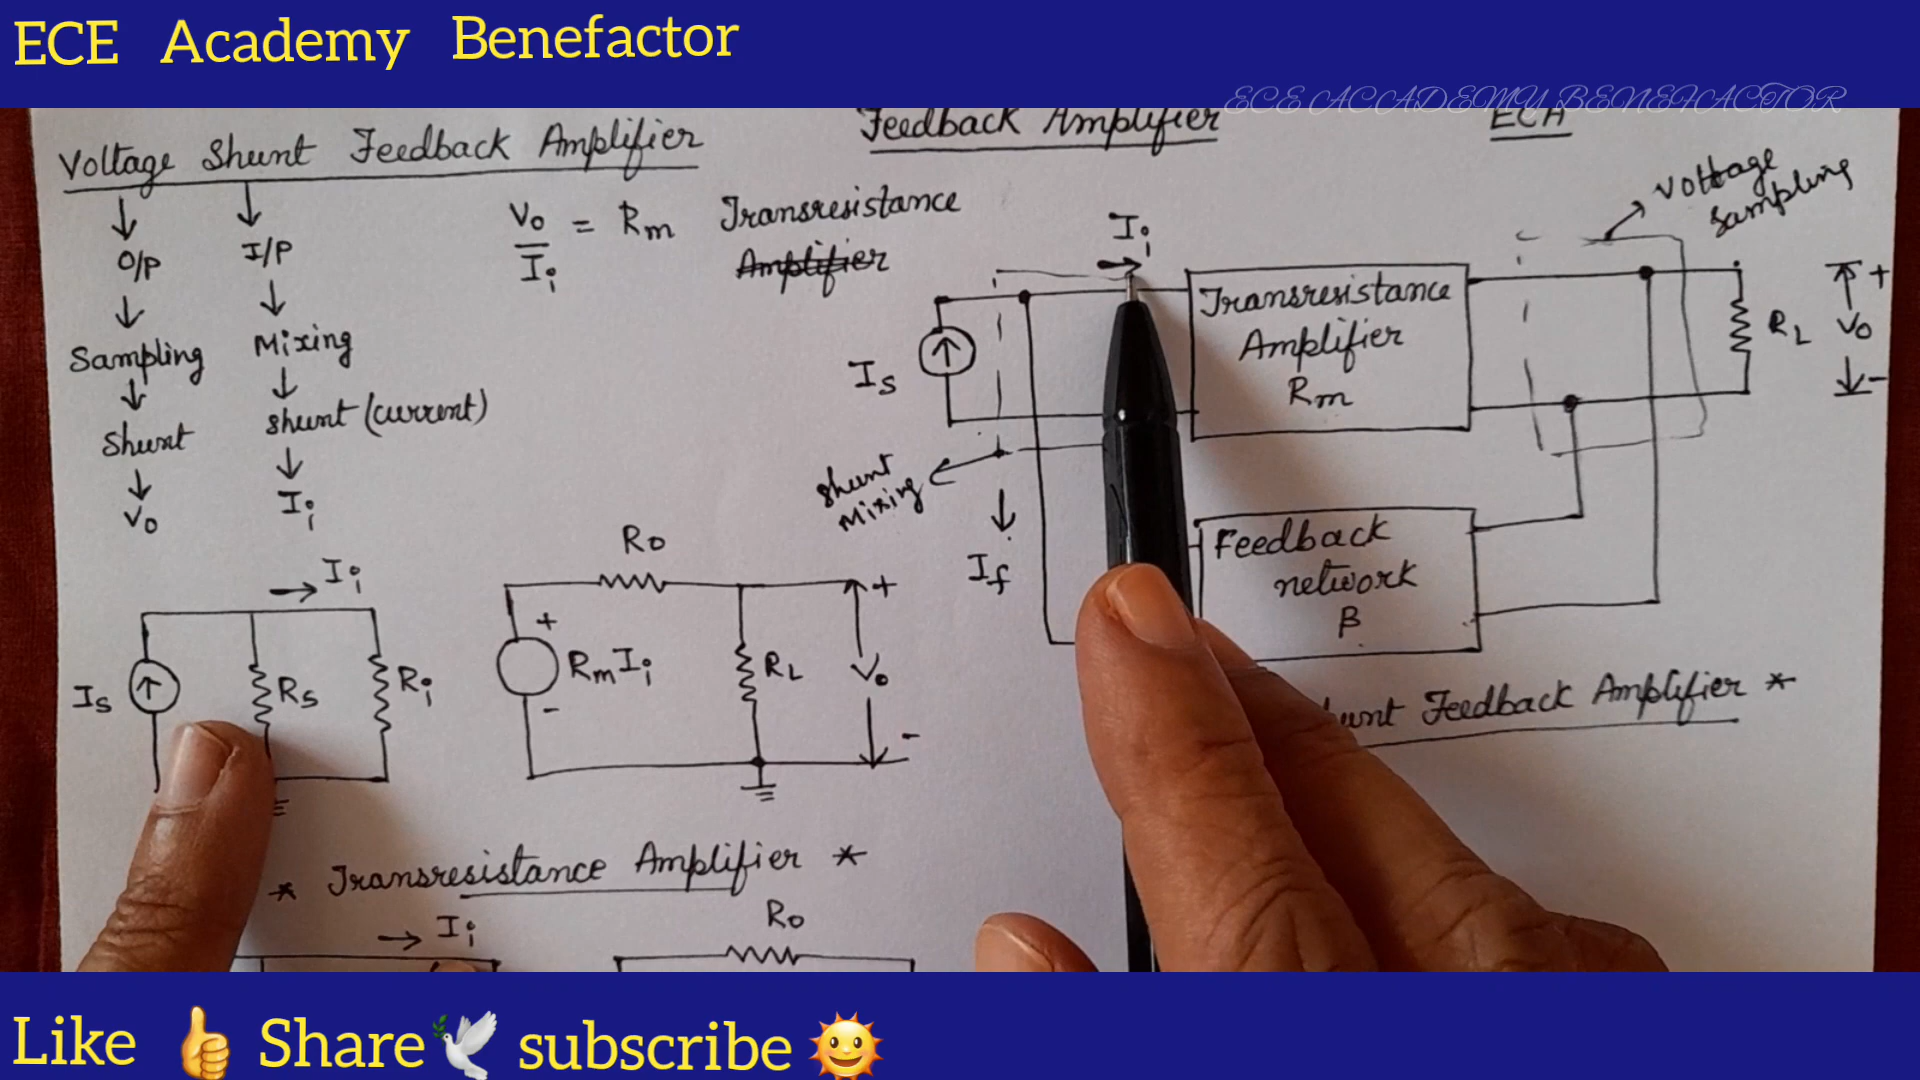 ECE Academy Benefactor
ECE ACCADEMY BENEFACTOR
Feedback Amplifier
ECA
Voltage Shunt Feedback Amplifier
O/P
I/P
Sampling
Mixing
Shunt
shunt (current)
Vo
Ii
Vo
Ii
= Rm Transresistance
Amplifier
Ii
Is
Transresistance
Amplifier
Rm
Voltage
Sampling
RL
+
Vo
-
shunt
Mixing
If
Feedback
network
β
unt Feedback Amplifier *
Ii
Is
Rs
Ri
Ro
+
RmIi
-
RL
+
Vo
-
* Transresistance Amplifier *
Ii
Ro
Like 👍 Share 🕊 subscribe 🌞